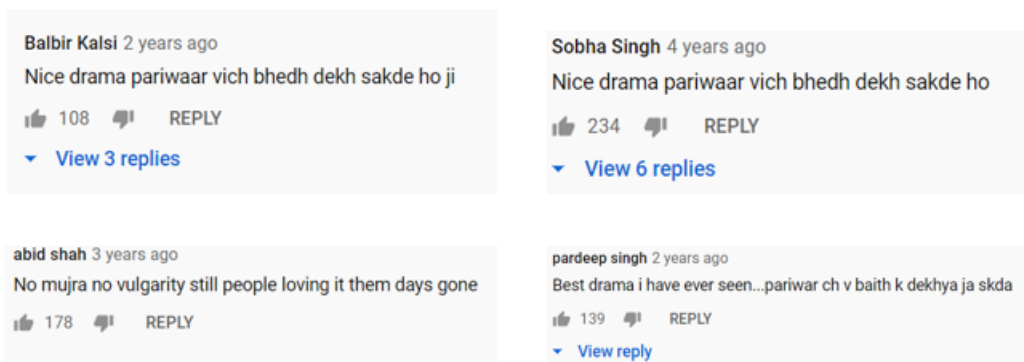 Balbir Kalsi 2 years ago
Nice drama pariwaar vich bhedh dekh sakde ho ji
108 REPLY
View 3 replies
Sobha Singh 4 years ago
Nice drama pariwaar vich bhedh dekh sakde ho
234 REPLY
View 6 replies
abid shah 3 years ago
No mujra no vulgarity still people loving it them days gone
178 REPLY
pardeep singh 2 years ago
Best drama i have ever seen...pariwar ch v baith k dekhya ja skda
139 REPLY
View reply